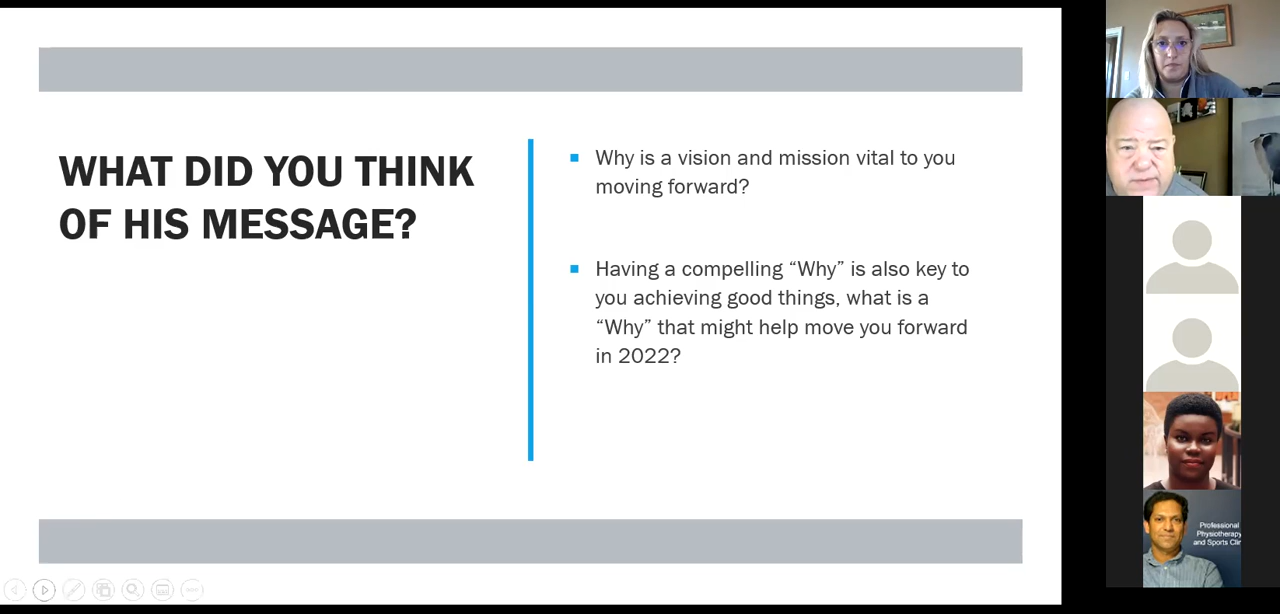 WHAT DID YOU THINK
OF HIS MESSAGE?
Why is a vision and mission vital to you
moving forward?
Having a compelling “Why” is also key to
you achieving good things, what is a
“Why” that might help move you forward
in 2022?
Professional
Physiotherapy
and Sports Clin